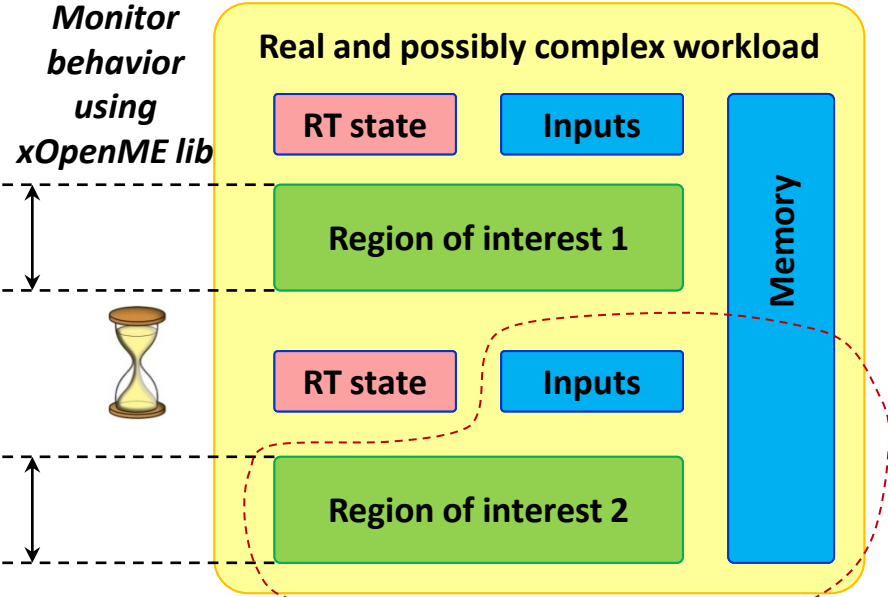 Monitor
behavior
using
xOpenME lib
Real and possibly complex workload
RT state
Inputs
Memory
Region of interest 1
RT state
Inputs
Region of interest 2